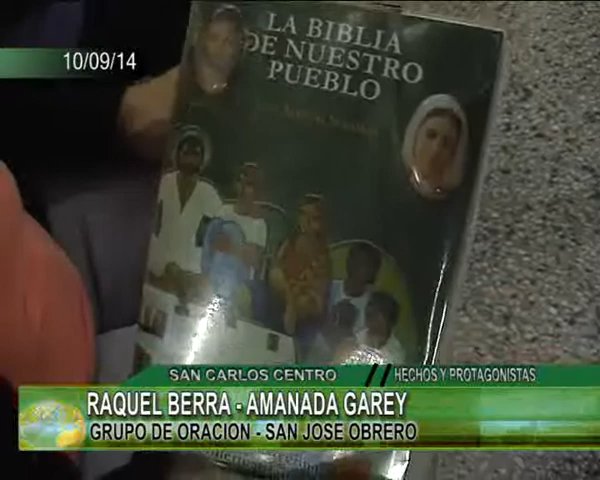 10/09/14
LA BIBLIA
DE NUESTRO
PUEBLO
SAN CARLOS CENTRO // HECHOS Y PROTAGONISTAS
RAQUEL BERRA - AMANADA GAREY
GRUPO DE ORACION - SAN JOSE OBRERO